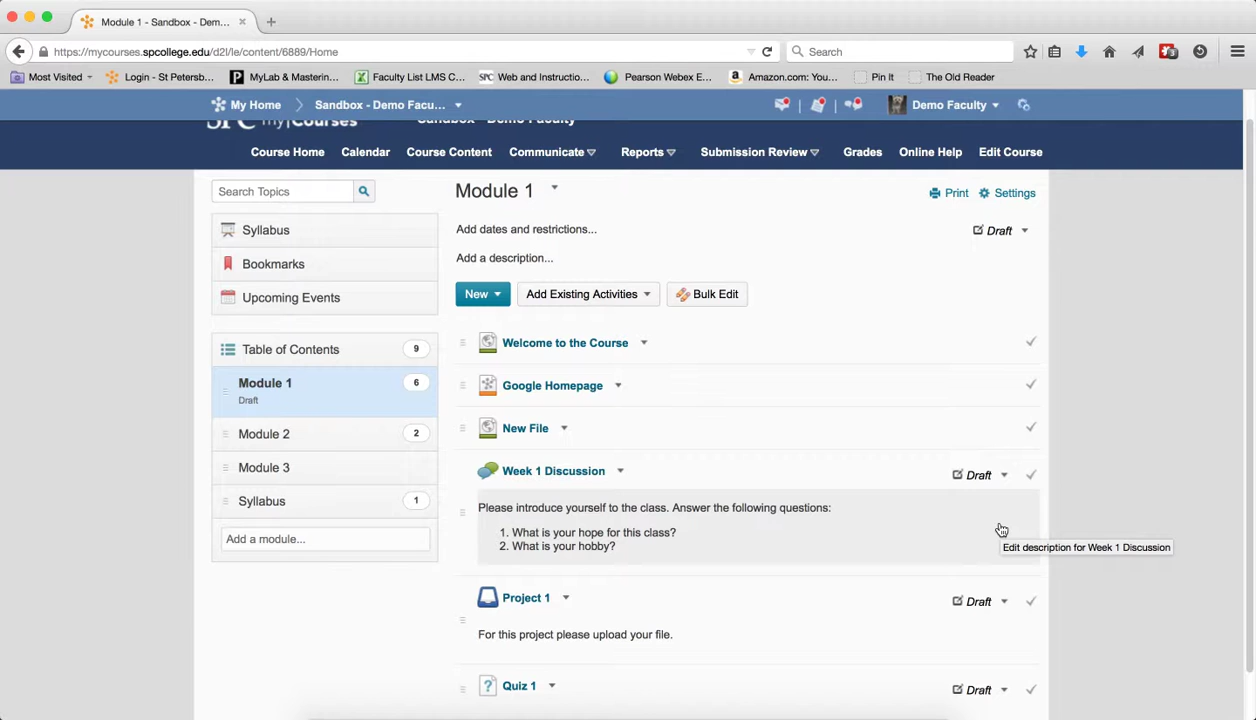 Module 1 - Sandbox - Dem...
https://mycourses.spcollege.edu/d2l/le/content/6889/Home
Search
3
Most Visited
Login - St Petersb...
MyLab & Mastering...
Faculty List LMS C...
SPC Web and Instructio...
Pearson Webex E...
Amazon.com: You...
Pin It
The Old Reader
My Home
Sandbox - Demo Facu...
Demo Faculty
SPC my|Courses
Sandbox - Demo Faculty
Course Home
Calendar
Course Content
Communicate
Reports
Submission Review
Grades
Online Help
Edit Course
Search Topics
Syllabus
Bookmarks
Upcoming Events
Table of Contents 9
Module 1 6
Draft
Module 2 2
Module 3
Syllabus 1
Add a module...
Module 1
Print
Settings
Add dates and restrictions...
Draft
Add a description...
New
Add Existing Activities
Bulk Edit
Welcome to the Course
Google Homepage
New File
Week 1 Discussion
Draft
Please introduce yourself to the class. Answer the following questions:
1. What is your hope for this class?
2. What is your hobby?
Edit description for Week 1 Discussion
Project 1
Draft
For this project please upload your file.
Quiz 1
Draft